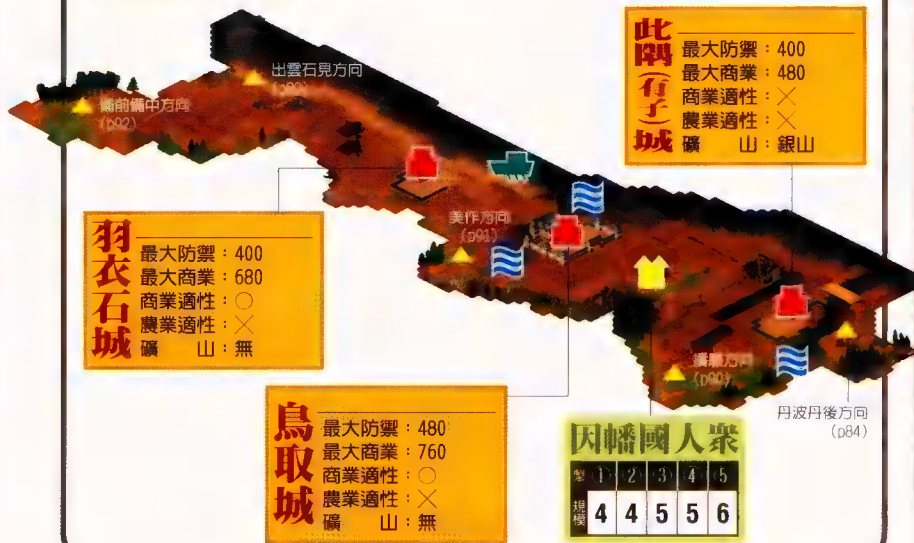 出雲石見方向
備前備中方向
(p92)
美作方向
(p91)
(p90)
丹波丹後方向
(p84)
此隅(有子)城
最大防禦：400
最大商業：480
商業適性：×
農業適性：×
礦　　山：銀山
羽衣石城
最大防禦：400
最大商業：680
商業適性：○
農業適性：×
礦　　山：無
鳥取城
最大防禦：480
最大商業：760
商業適性：○
農業適性：×
礦　　山：無
因幡國人衆
① ② ③ ④ ⑤
規模 4 4 5 5 6